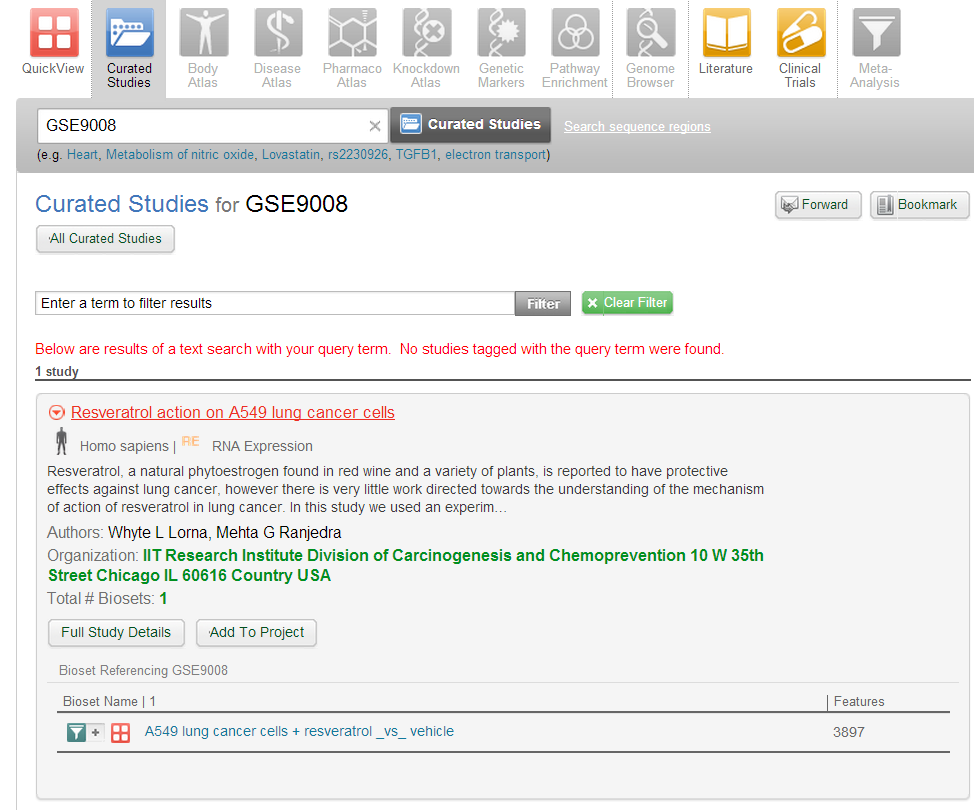 QuickView
Curated Studies
Body Atlas
Disease Atlas
Pharmaco Atlas
Knockdown Atlas
Genetic Markers
Pathway Enrichment
Genome Browser
Literature
Clinical Trials
Meta-Analysis
GSE9008
Curated Studies
Search sequence regions
(e.g. Heart, Metabolism of nitric oxide, Lovastatin, rs2230926, TGFB1, electron transport)
Curated Studies for GSE9008
Forward
Bookmark
All Curated Studies
Enter a term to filter results
Filter
Clear Filter
Below are results of a text search with your query term. No studies tagged with the query term were found.
1 study
Resveratrol action on A549 lung cancer cells
Homo sapiens | RE RNA Expression
Resveratrol, a natural phytoestrogen found in red wine and a variety of plants, is reported to have protective
effects against lung cancer, however there is very little work directed towards the understanding of the mechanism
of action of resveratrol in lung cancer. In this study we used an experim...
Authors: Whyte L Lorna, Mehta G Ranjedra
Organization: IIT Research Institute Division of Carcinogenesis and Chemoprevention 10 W 35th
Street Chicago IL 60616 Country USA
Total # Biosets: 1
Full Study Details
Add To Project
Bioset Referencing GSE9008
Bioset Name | 1
Features
A549 lung cancer cells + resveratrol _vs_ vehicle
3897